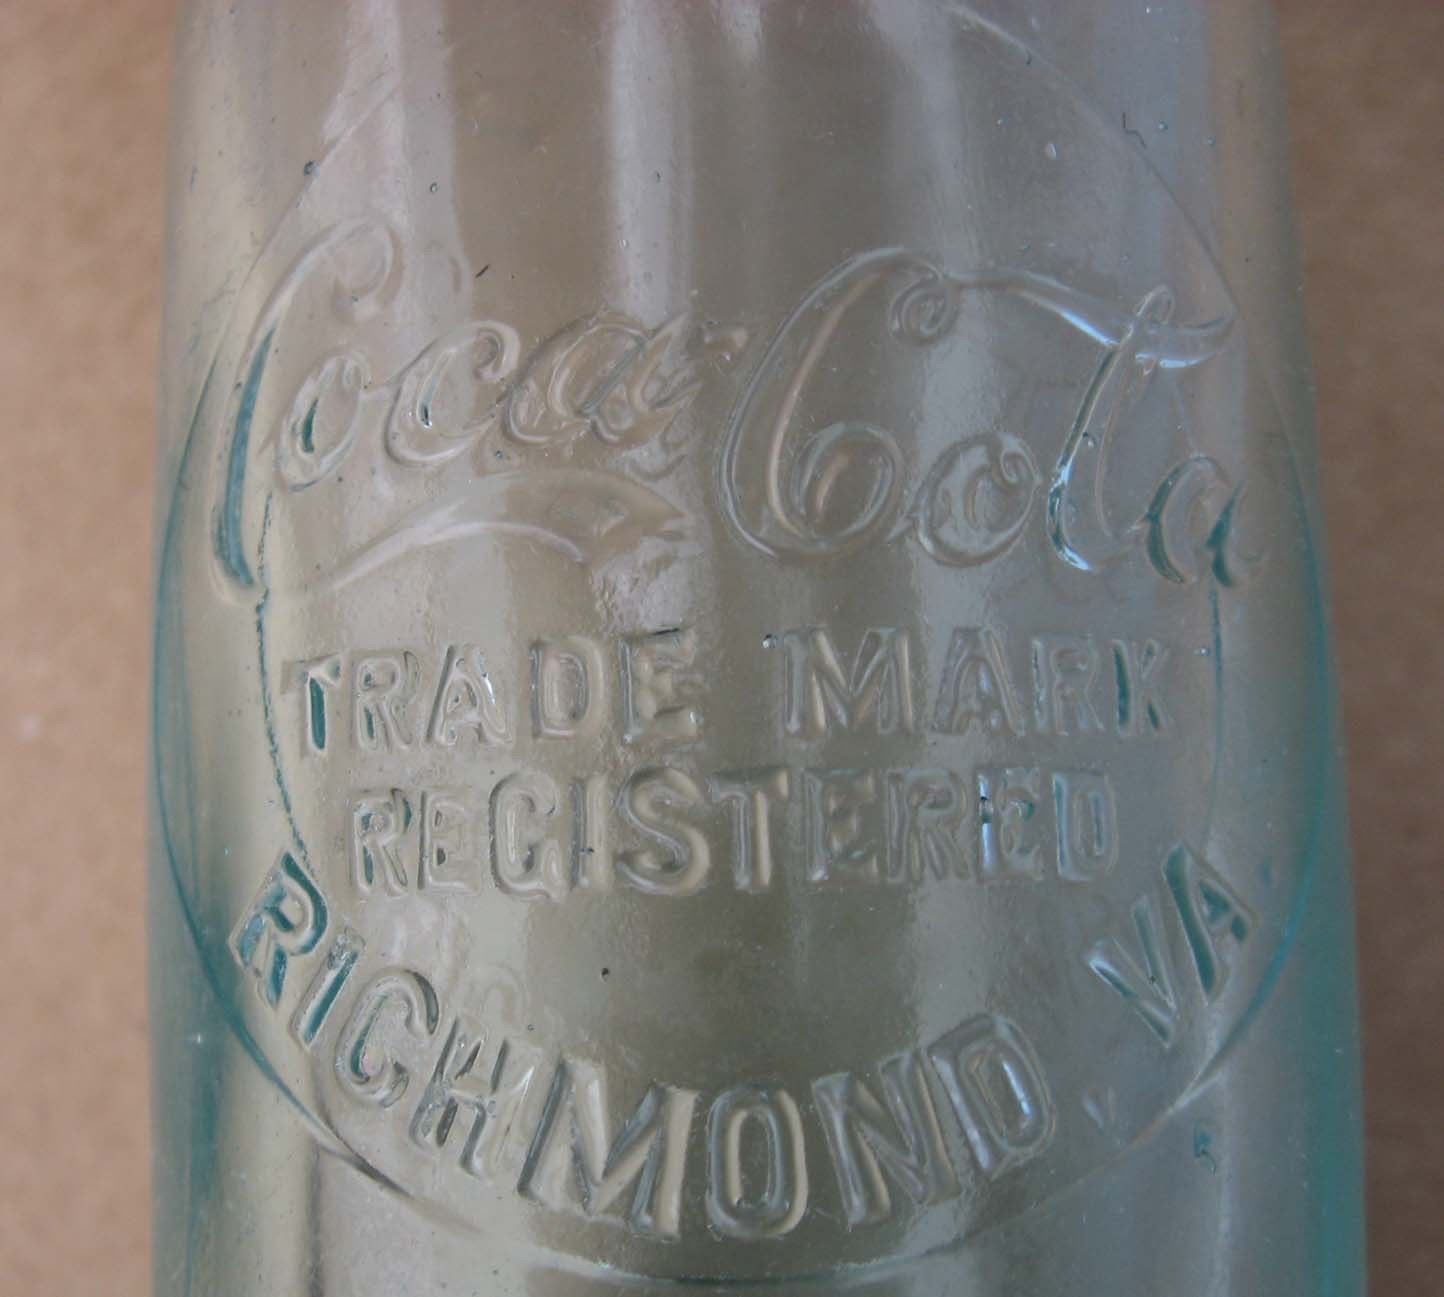 Coca-Cola
TRADE MARK
REGISTERED
RICHMOND, VA.